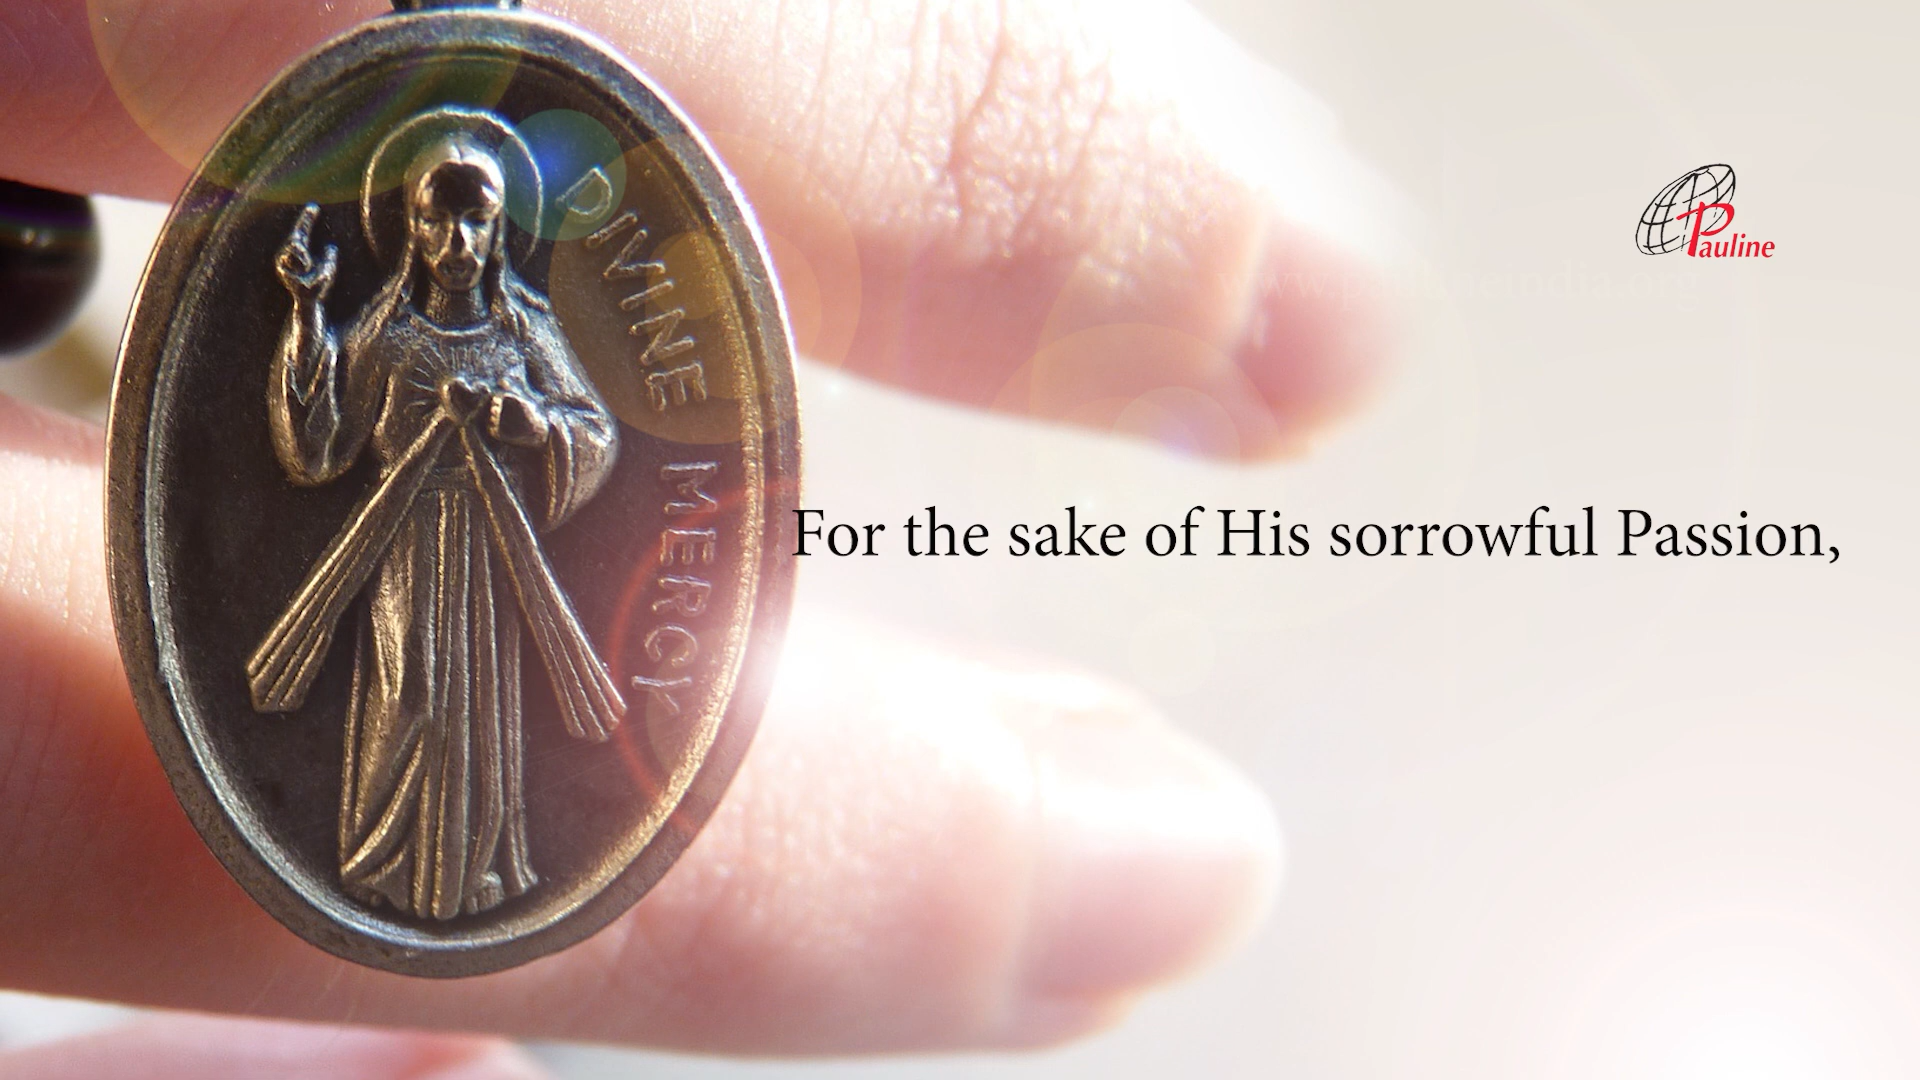 DIVINE MERCY
Pauline
For the sake of His sorrowful Passion,